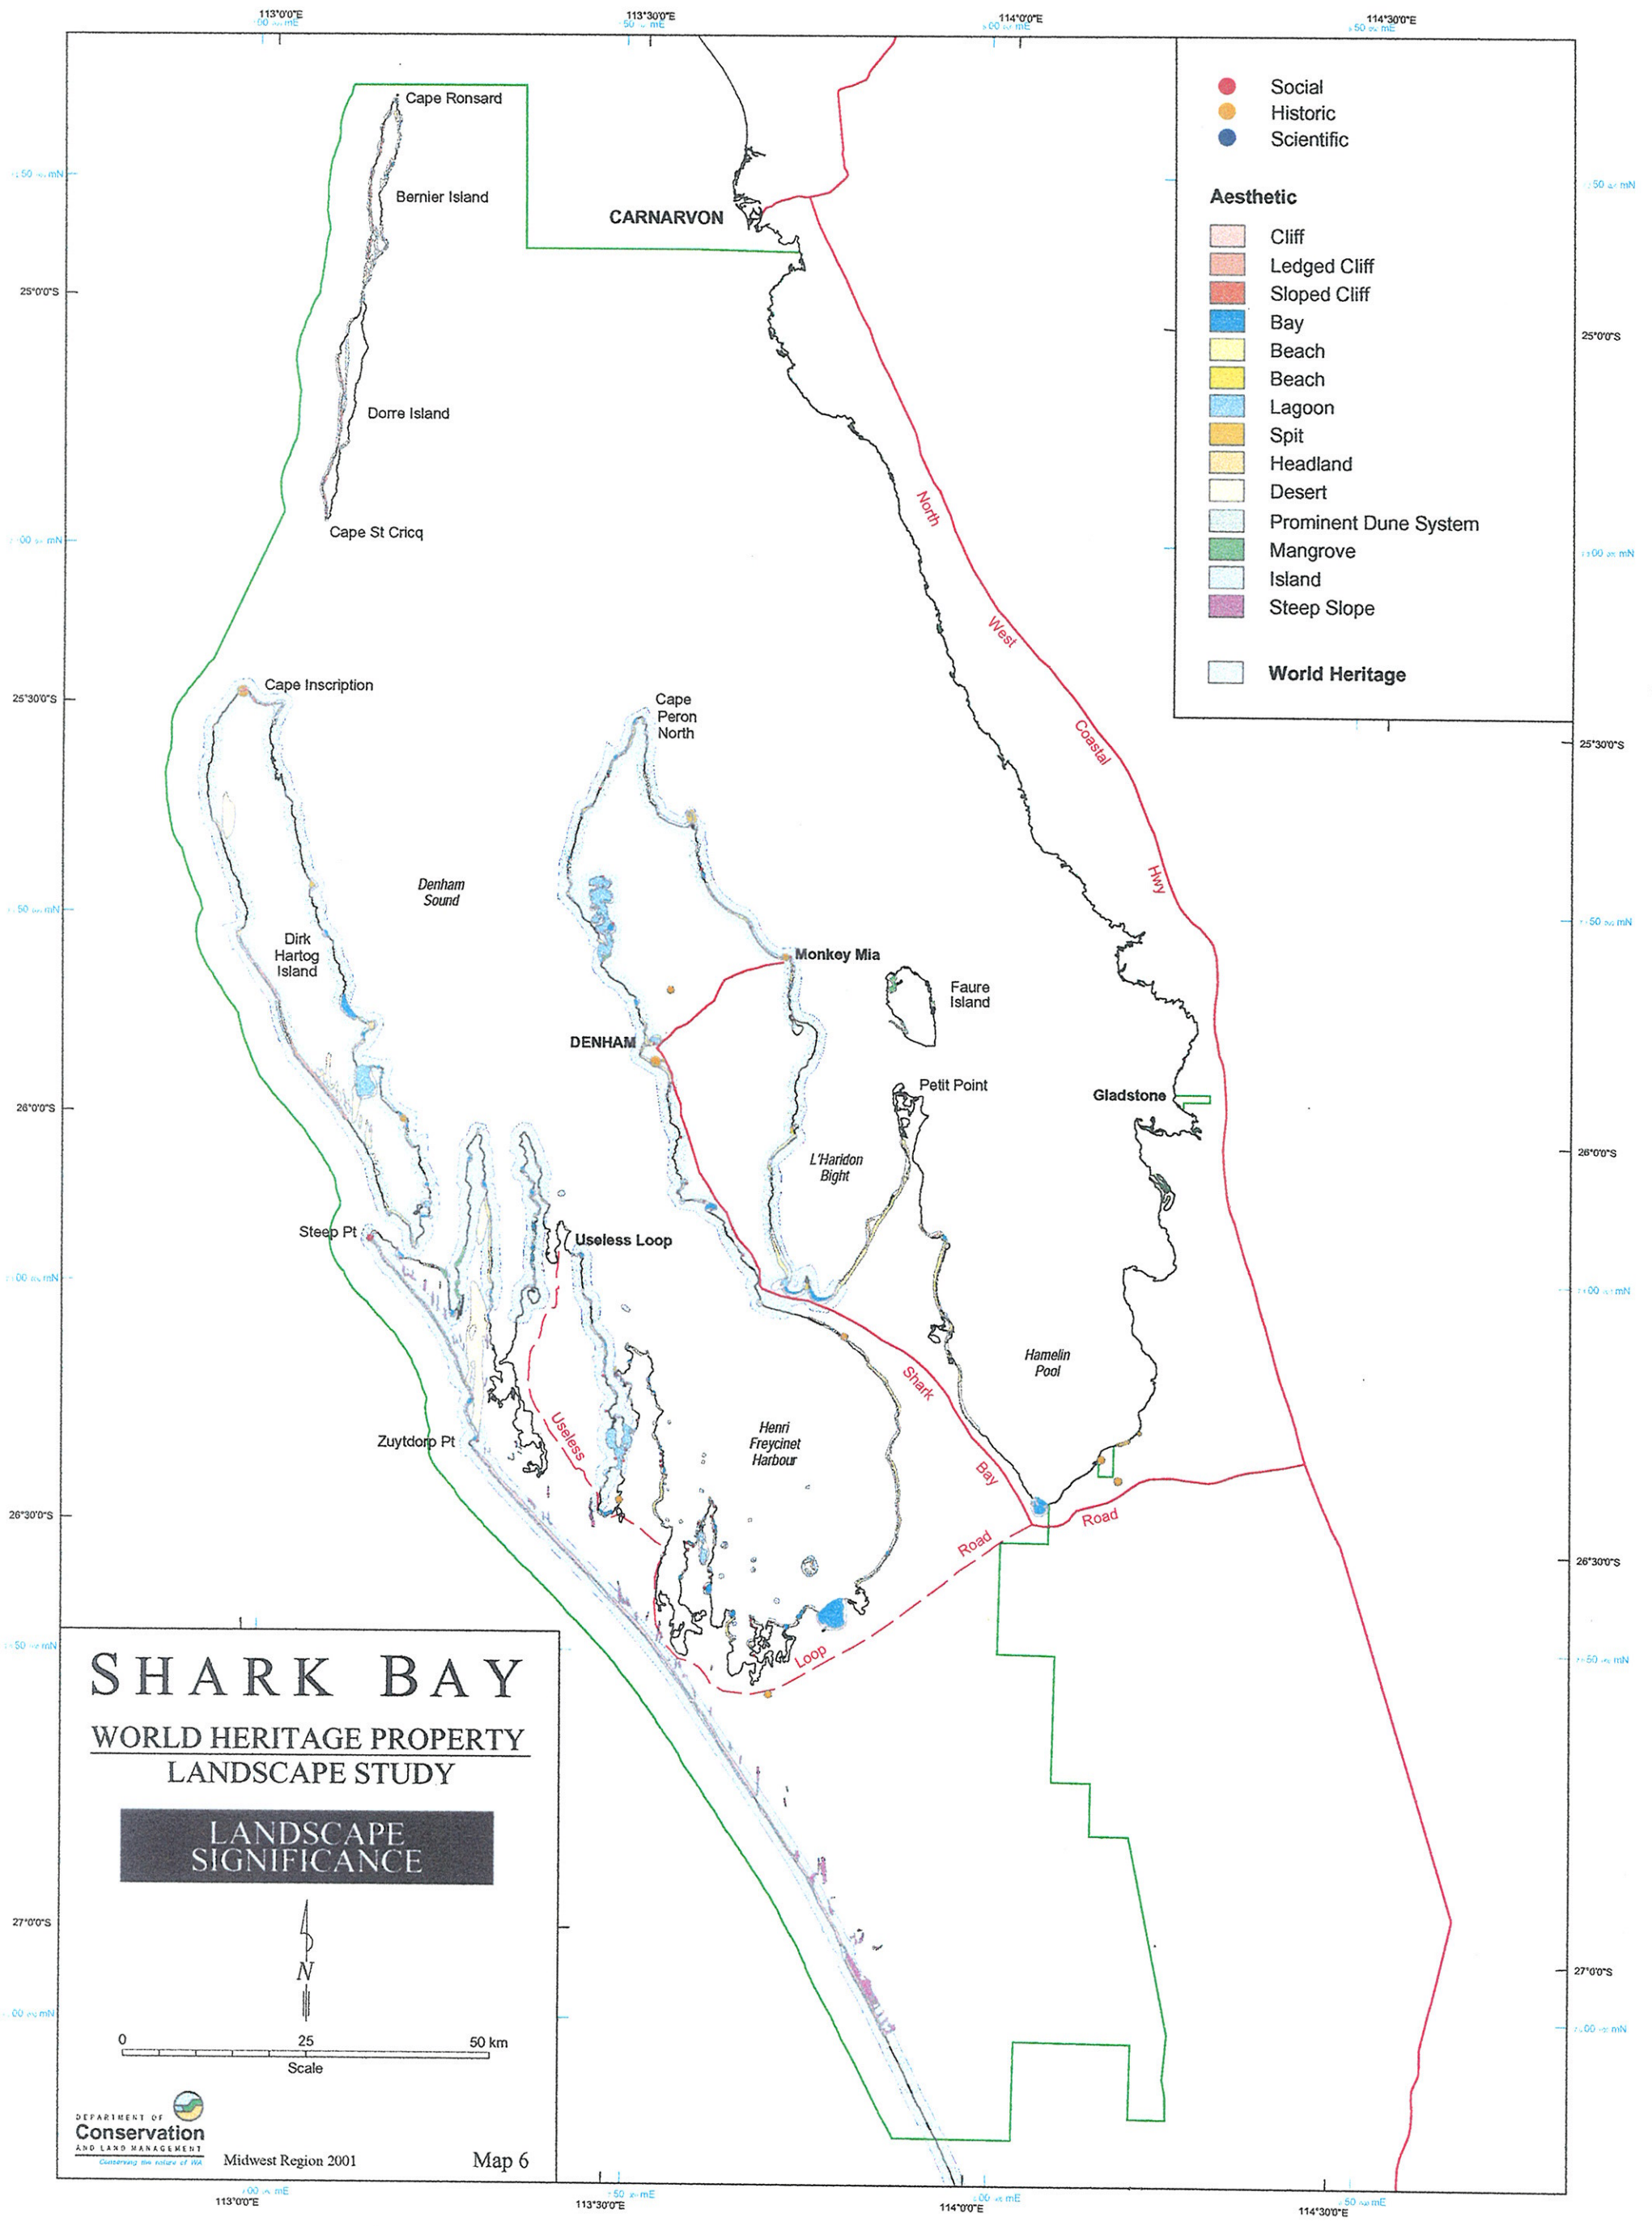 113°0'0"E
113°30'0"E
114°0'0"E
114°30'0"E
Social
Historic
Scientific
Aesthetic
Cliff
Ledged Cliff
Sloped Cliff
Bay
Beach
Beach
Lagoon
Spit
Headland
Desert
Prominent Dune System
Mangrove
Island
Steep Slope
World Heritage
Cape Ronsard
Bernier Island
CARNARVON
25°0'0"S
25°0'0"S
Dorre Island
Cape St Cricq
North
West
Coastal
Hwy
Cape Inscription
Cape
Peron
North
25°30'0"S
25°30'0"S
Denham
Sound
Dirk
Hartog
Island
Monkey Mia
Faure
Island
DENHAM
Petit Point
Gladstone
26°0'0"S
26°0'0"S
L'Haridon
Bight
Steep Pt
Useless Loop
Hamelin
Pool
Shark
Bay
Road
Useless
Loop
Road
Zuytdorp Pt
Henri
Freycinet
Harbour
26°30'0"S
26°30'0"S
SHARK BAY
WORLD HERITAGE PROPERTY
LANDSCAPE STUDY
LANDSCAPE
SIGNIFICANCE
N
0 25 50 km
Scale
DEPARTMENT OF
Conservation
AND LAND MANAGEMENT
Conserving the nature of WA
Midwest Region 2001
Map 6
27°0'0"S
27°0'0"S
113°0'0"E
113°30'0"E
114°0'0"E
114°30'0"E